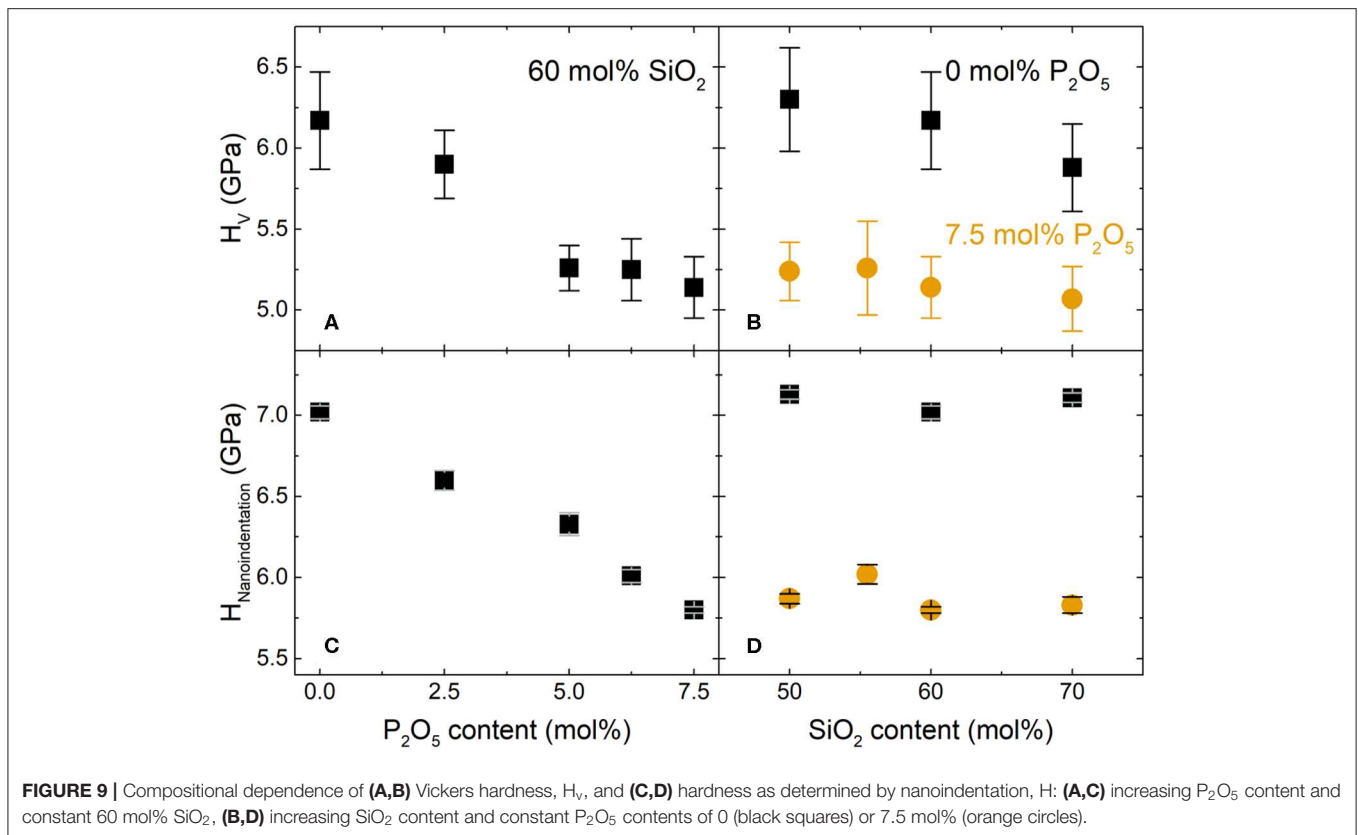 60 mol% SiO₂
0 mol% P₂O₅
6.5
6.0
5.5
5.0
H_V (GPa)
7.5 mol% P₂O₅
A
B
7.0
6.5
6.0
5.5
H_Nanoindentation (GPa)
C
D
0.0 2.5 5.0 7.5
50 60 70
P₂O₅ content (mol%)
SiO₂ content (mol%)
FIGURE 9 | Compositional dependence of (A,B) Vickers hardness, Hᵥ, and (C,D) hardness as determined by nanoindentation, H: (A,C) increasing P₂O₅ content and
constant 60 mol% SiO₂, (B,D) increasing SiO₂ content and constant P₂O₅ contents of 0 (black squares) or 7.5 mol% (orange circles).